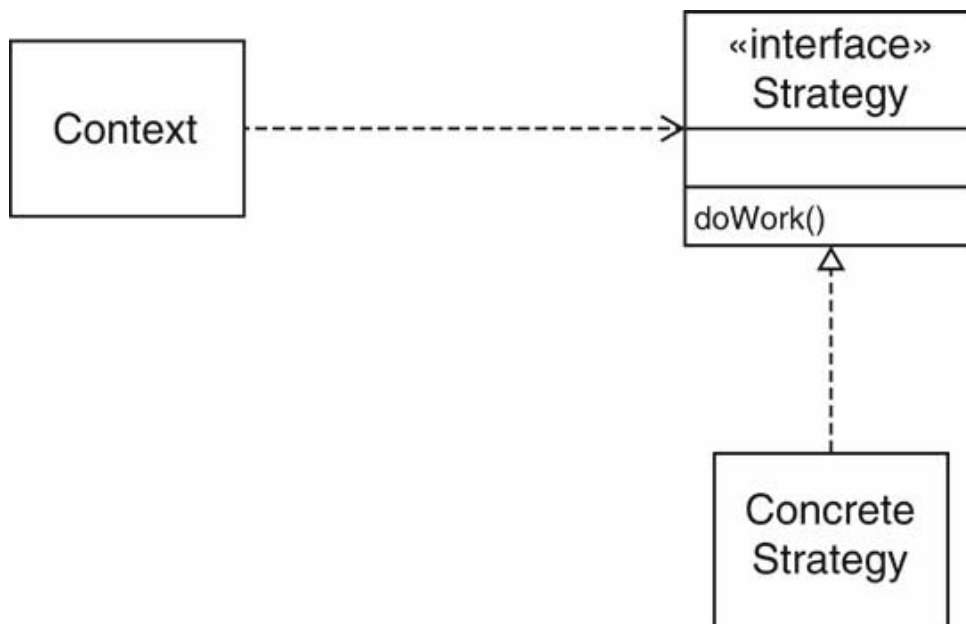 Context
«interface»
Strategy
doWork()
Concrete
Strategy